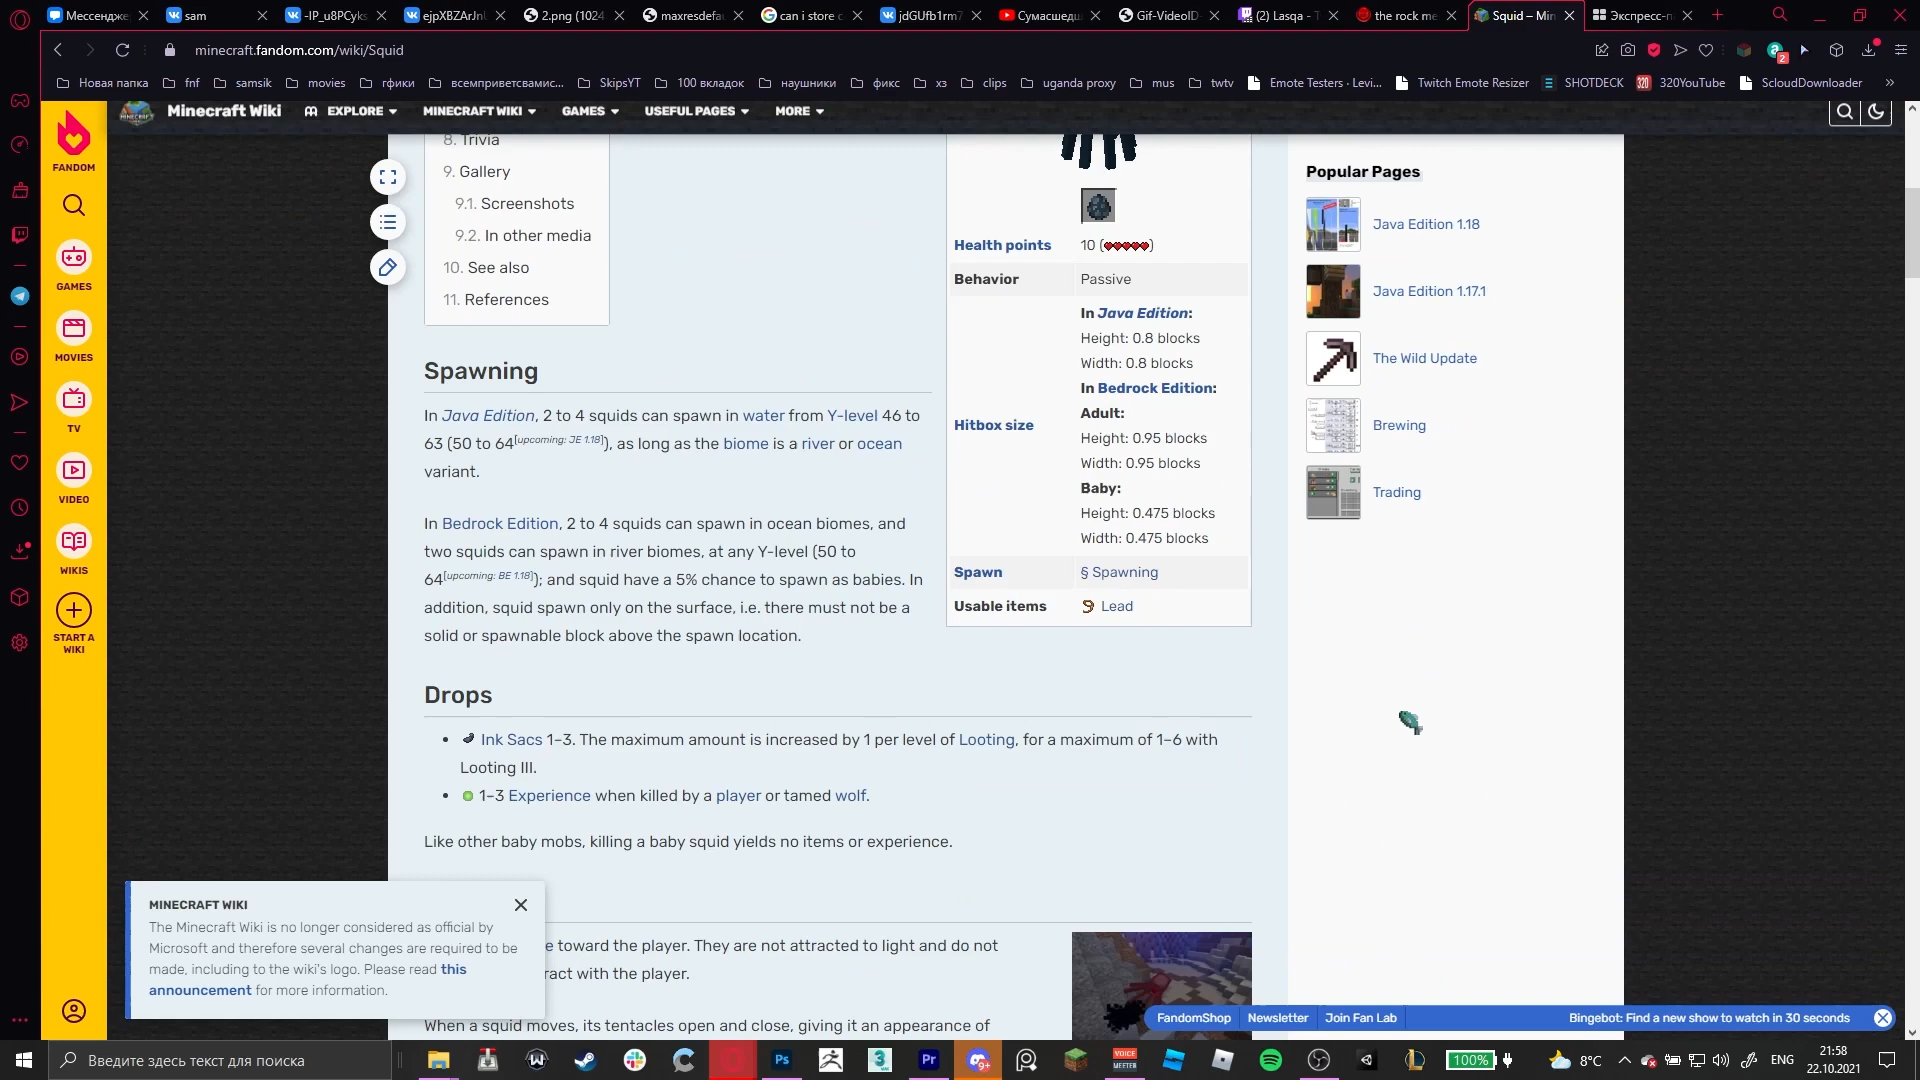 Мессендже
sam
-IP_u8PCyks
ejpXBZArJnU
2.png (1024
maxresdefau
can i store c
jdGUfb1rm7
Сумасшедш
Gif-VideoID-
(2) Lasqa - T
the rock me
Squid – Min
Экспресс-п
minecraft.fandom.com/wiki/Squid
2
Новая папка
fnf
samsik
movies
гфики
всемприветсвамис...
SkipsYT
100 вкладок
наушники
фикс
хз
clips
uganda proxy
mus
twtv
Emote Testers · Levi...
Twitch Emote Resizer
SHOTDECK
320YouTube
ScloudDownloader
»
Minecraft Wiki
EXPLORE
MINECRAFT WIKI
GAMES
USEFUL PAGES
MORE
FANDOM
GAMES
MOVIES
TV
VIDEO
WIKIS
START A
WIKI
8. Trivia
9. Gallery
9.1. Screenshots
9.2. In other media
10. See also
11. References
Spawning
In Java Edition, 2 to 4 squids can spawn in water from Y-level 46 to
63 (50 to 64[upcoming: JE 1.18]), as long as the biome is a river or ocean
variant.
In Bedrock Edition, 2 to 4 squids can spawn in ocean biomes, and
two squids can spawn in river biomes, at any Y-level (50 to
64[upcoming: BE 1.18]); and squid have a 5% chance to spawn as babies. In
addition, squid spawn only on the surface, i.e. there must not be a
solid or spawnable block above the spawn location.
Health points 10 (
)
Behavior Passive
Hitbox size
In Java Edition:
Height: 0.8 blocks
Width: 0.8 blocks
In Bedrock Edition:
Adult:
Height: 0.95 blocks
Width: 0.95 blocks
Baby:
Height: 0.475 blocks
Width: 0.475 blocks
Spawn § Spawning
Usable items Lead
Drops
• Ink Sacs 1–3. The maximum amount is increased by 1 per level of Looting, for a maximum of 1–6 with
Looting III.
• 1–3 Experience when killed by a player or tamed wolf.
Like other baby mobs, killing a baby squid yields no items or experience.
e toward the player. They are not attracted to light and do not
ract with the player.
When a squid moves, its tentacles open and close, giving it an appearance of
Popular Pages
Java Edition 1.18
Java Edition 1.17.1
The Wild Update
Brewing
Trading
MINECRAFT WIKI
The Minecraft Wiki is no longer considered as official by
Microsoft and therefore several changes are required to be
made, including to the wiki's logo. Please read this
announcement for more information.
FandomShop
Newsletter
Join Fan Lab
Bingebot: Find a new show to watch in 30 seconds
Введите здесь текст для поиска
Ps
3
Pr
9+
VOICE
MEETER
100%
8°C
ENG
21:58
22.10.2021